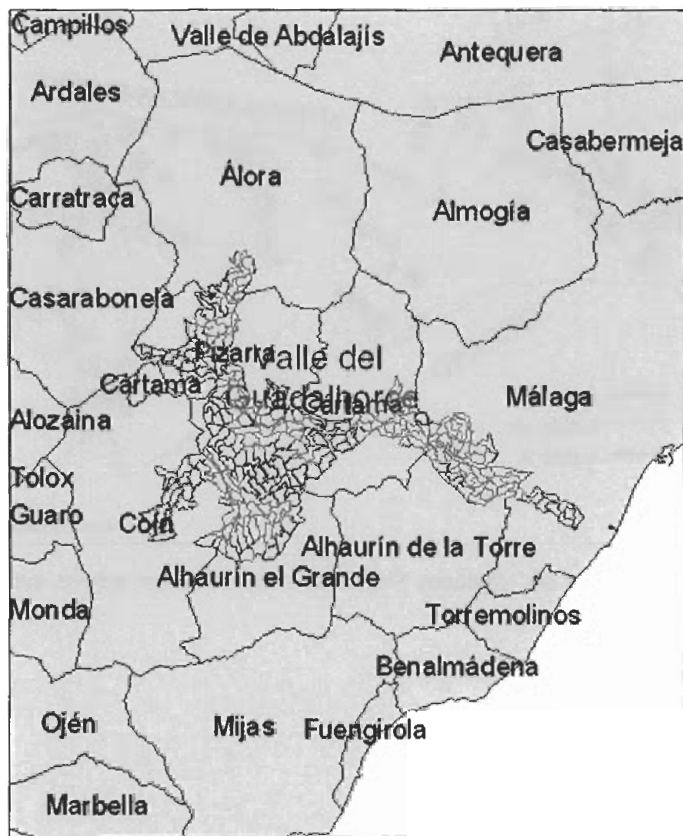 Campillos
Valle de Abdalajís
Antequera
Ardales
Casabermeja
Álora
Carratraca
Almogía
Casarabonela
Pizarra
Valle del
Guadalhorce
Cártama
Cártama
Málaga
Alozaina
Tolox
Guaro
Coín
Alhaurín de la Torre
Alhaurín el Grande
Monda
Torremolinos
Benalmádena
Ojén
Mijas
Fuengirola
Marbella